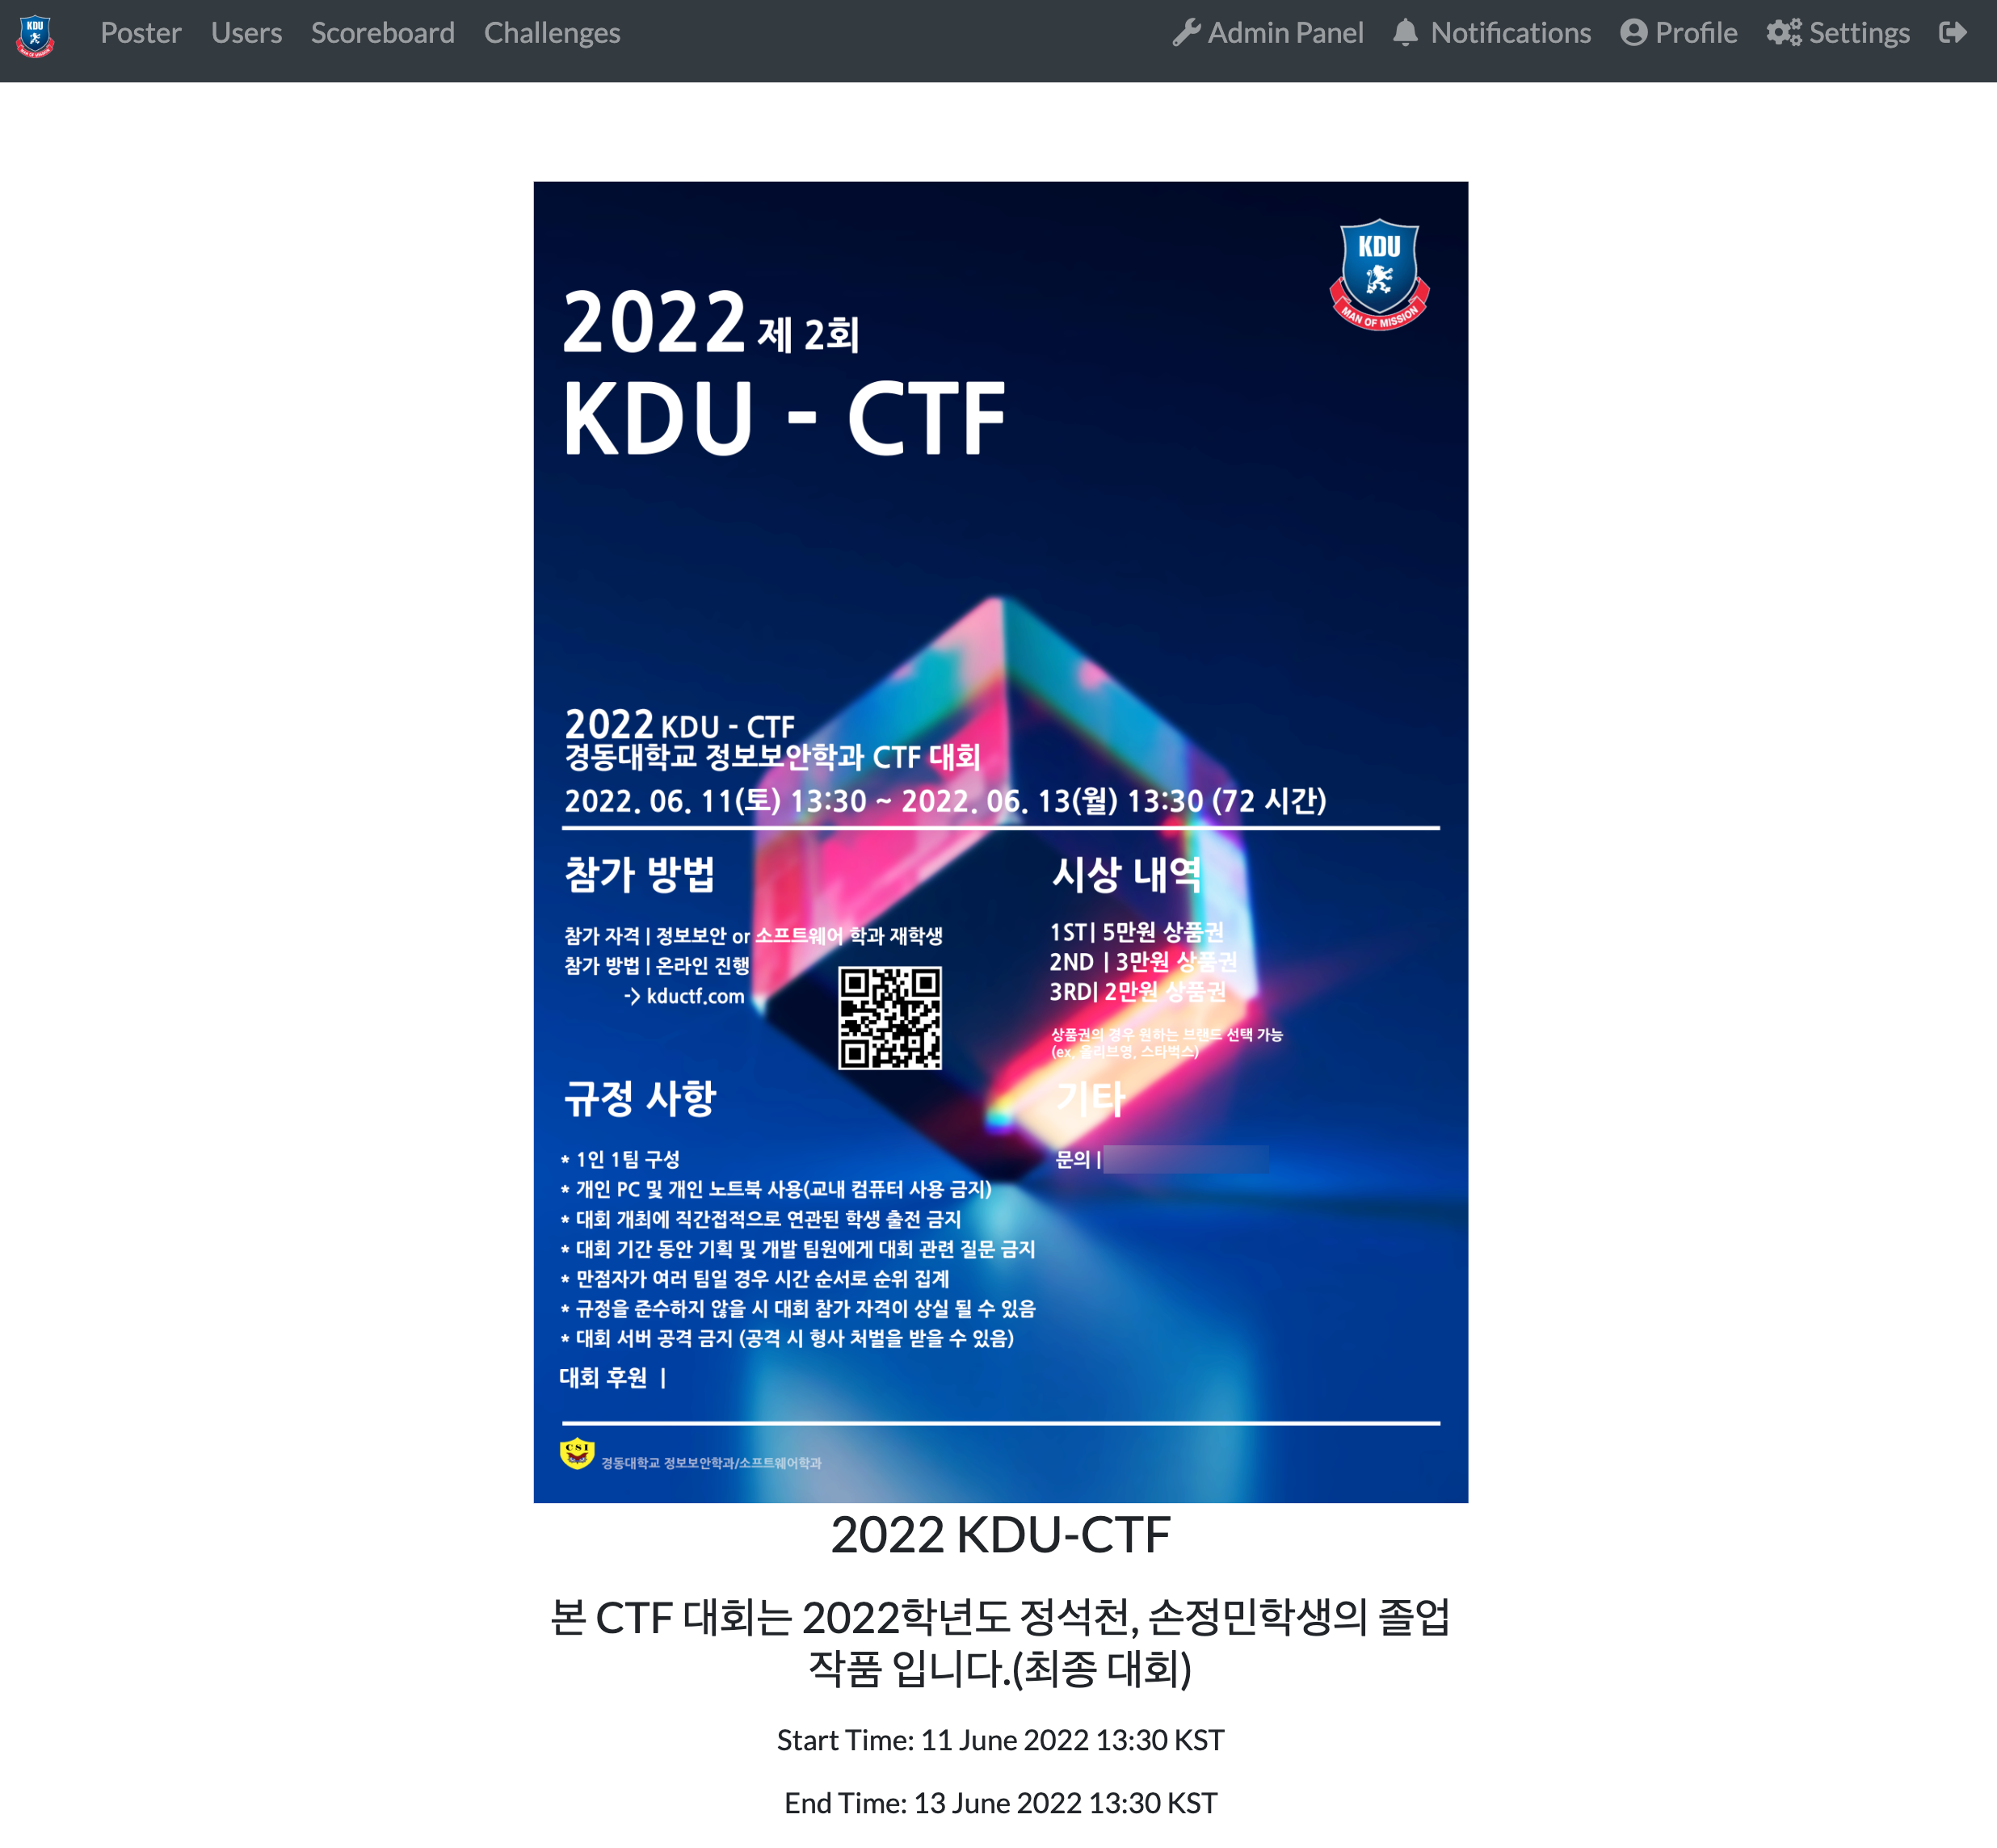 KDU
Poster Users Scoreboard Challenges Admin Panel Notifications Profile Settings
KDU
MAN OF MISSION
2022 제 2회
KDU - CTF
2022 KDU - CTF
경동대학교 정보보안학과 CTF 대회
2022. 06. 11(토) 13:30 ~ 2022. 06. 13(월) 13:30 (72 시간)
참가 방법
참가 자격 | 정보보안 or 소프트웨어 학과 재학생
참가 방법 | 온라인 진행
-> kductf.com
시상 내역
1ST| 5만원 상품권
2ND | 3만원 상품권
3RD| 2만원 상품권
상품권의 경우 원하는 브랜드 선택 가능
(ex, 올리브영, 스타벅스)
규정 사항
* 1인 1팀 구성
* 개인 PC 및 개인 노트북 사용(교내 컴퓨터 사용 금지)
* 대회 개최에 직간접적으로 연관된 학생 출전 금지
* 대회 기간 동안 기획 및 개발 팀원에게 대회 관련 질문 금지
* 만점자가 여러 팀일 경우 시간 순서로 순위 집계
* 규정을 준수하지 않을 시 대회 참가 자격이 상실 될 수 있음
* 대회 서버 공격 금지 (공격 시 형사 처벌을 받을 수 있음)
기타
문의 |
대회 후원 |
CSI
경동대학교 정보보안학과/소프트웨어학과
2022 KDU-CTF
본 CTF 대회는 2022학년도 정석천, 손정민학생의 졸업
작품 입니다.(최종 대회)
Start Time: 11 June 2022 13:30 KST
End Time: 13 June 2022 13:30 KST